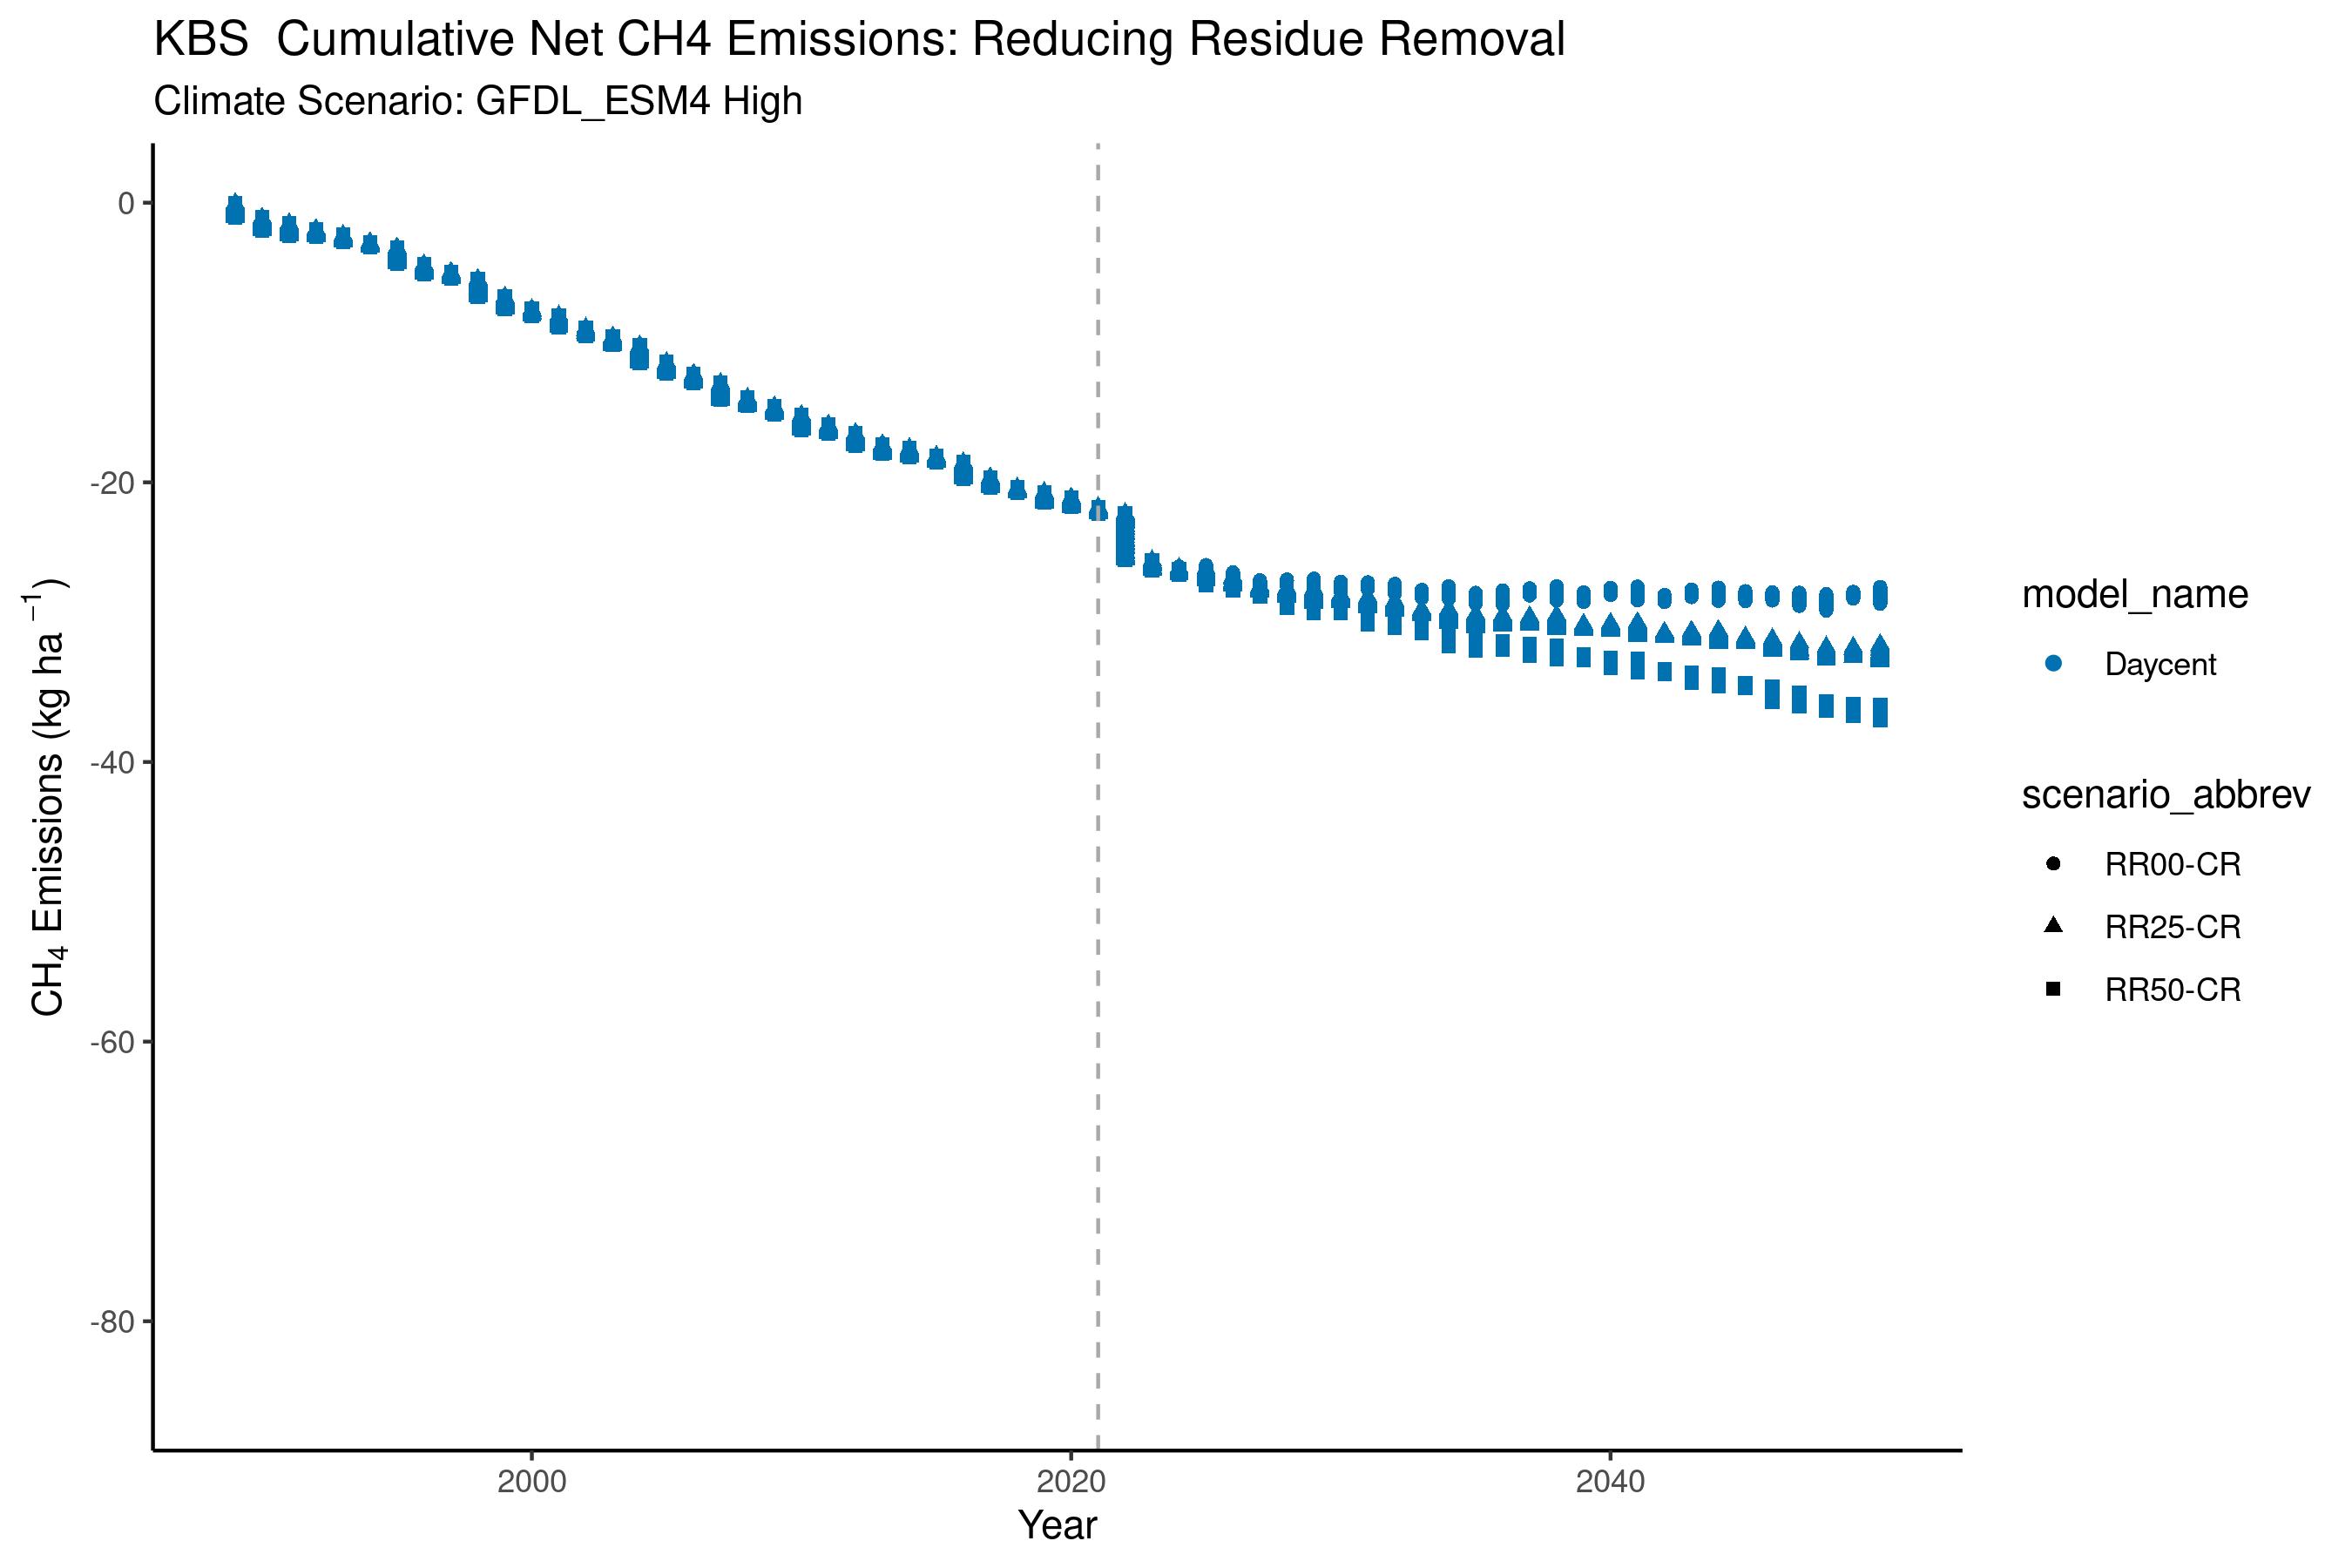 KBS  Cumulative Net CH4 Emissions: Reducing Residue Removal
Climate Scenario: GFDL_ESM4 High
CH₄ Emissions (kg ha ⁻¹)
0
-20
-40
-60
-80
2000 2020 2040
Year
model_name
Daycent
scenario_abbrev
RR00-CR
RR25-CR
RR50-CR